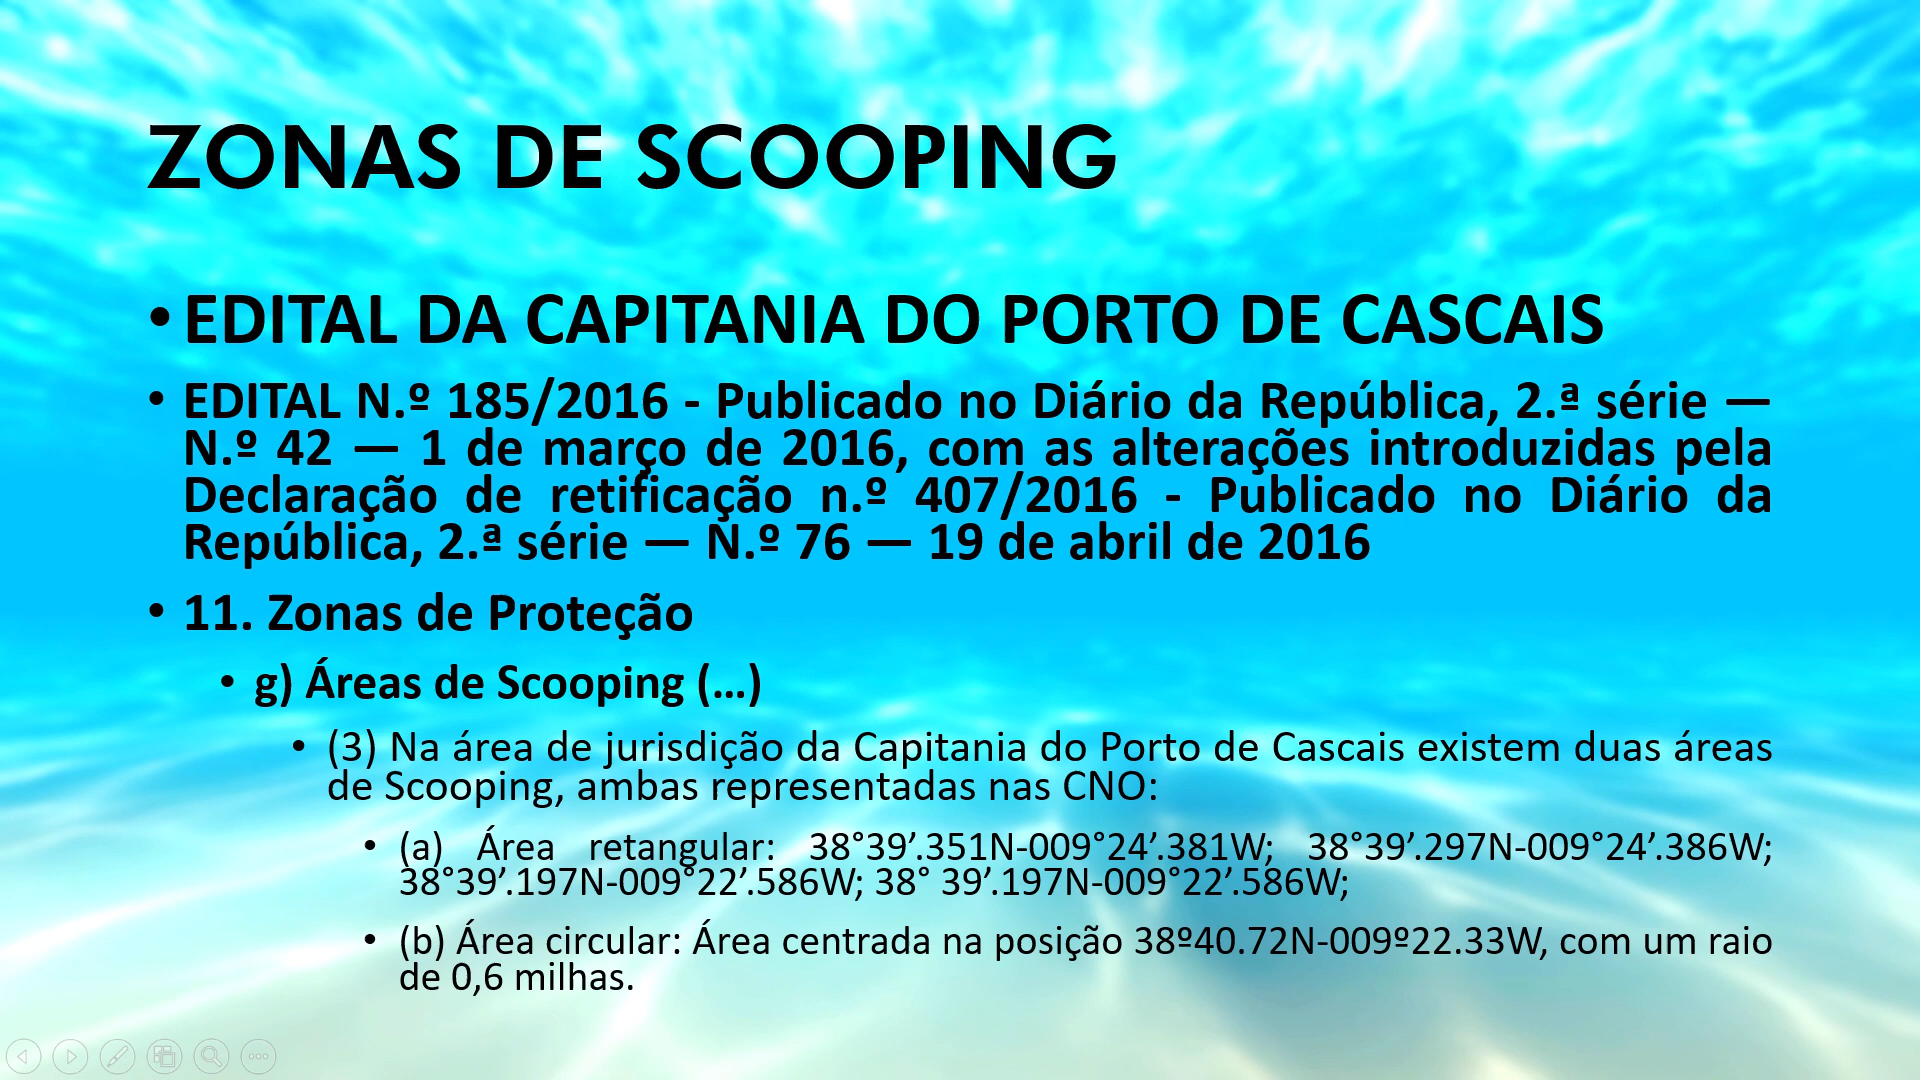 ZONAS DE SCOOPING
• EDITAL DA CAPITANIA DO PORTO DE CASCAIS
• EDITAL N.º 185/2016 - Publicado no Diário da República, 2.ª série —
N.º 42 — 1 de março de 2016, com as alterações introduzidas pela
Declaração de retificação n.º 407/2016 - Publicado no Diário da
República, 2.ª série — N.º 76 — 19 de abril de 2016
• 11. Zonas de Proteção
• g) Áreas de Scooping (…)
• (3) Na área de jurisdição da Capitania do Porto de Cascais existem duas áreas
de Scooping, ambas representadas nas CNO:
• (a) Área retangular: 38°39’.351N-009°24’.381W; 38°39’.297N-009°24’.386W;
38°39’.197N-009°22’.586W; 38° 39’.197N-009°22’.586W;
• (b) Área circular: Área centrada na posição 38º40.72N-009º22.33W, com um raio
de 0,6 milhas.